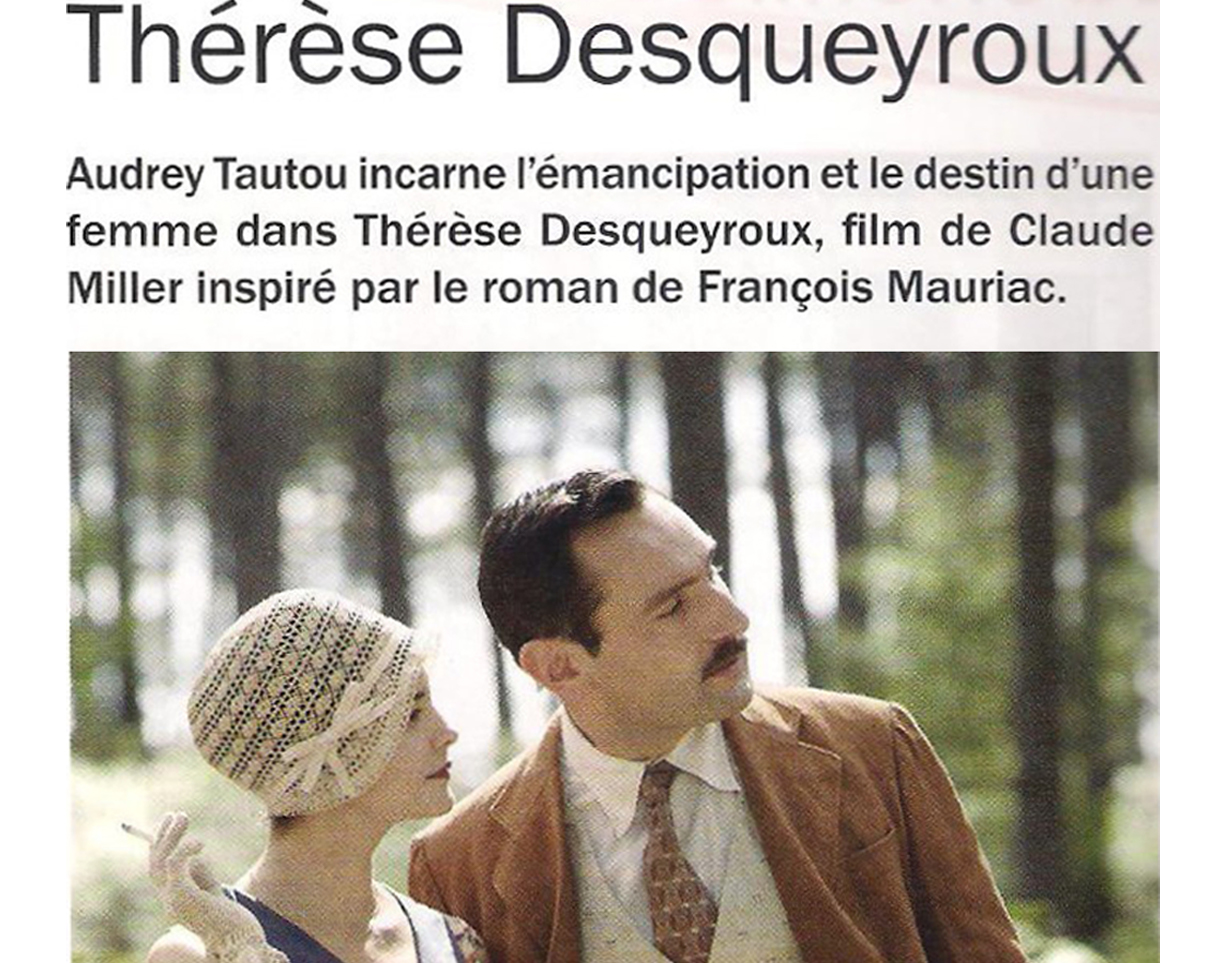 Thérèse Desqueyroux
Audrey Tautou incarne l’émancipation et le destin d’une
femme dans Thérèse Desqueyroux, film de Claude
Miller inspiré par le roman de François Mauriac.